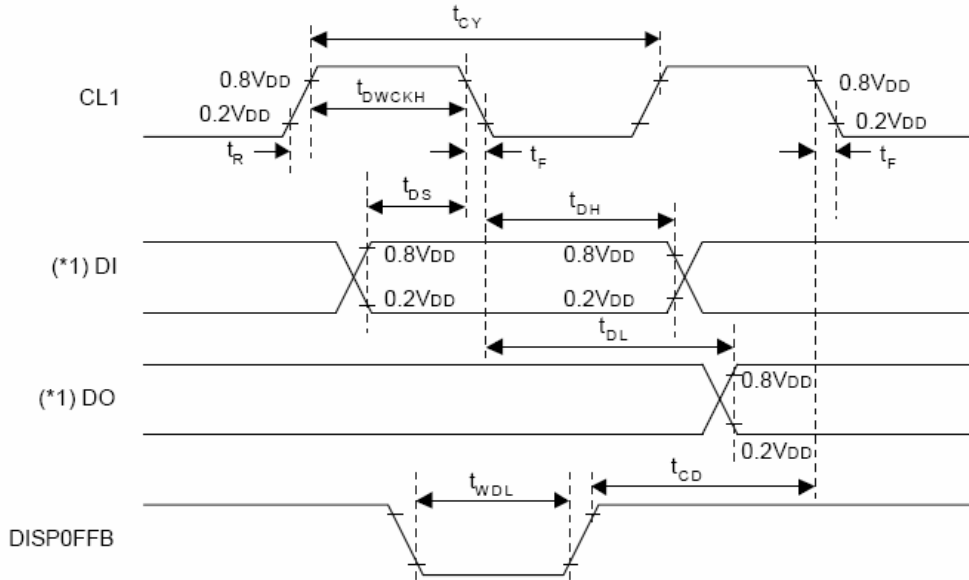 tCY
CL1
0.8VDD
tDWCKH
0.8VDD
0.2VDD
0.2VDD
tR
tF
tF
tDS
tDH
(*1) DI
0.8VDD
0.8VDD
0.2VDD
0.2VDD
tDL
(*1) DO
0.8VDD
0.2VDD
tCD
tWDL
DISP0FFB